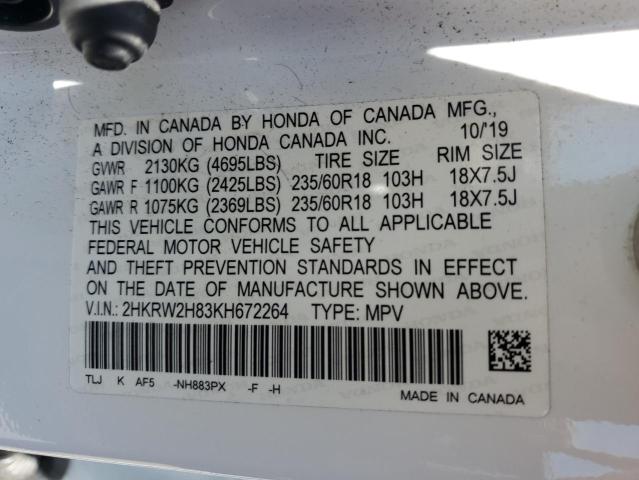 MFD. IN CANADA BY HONDA OF CANADA MFG.,
A DIVISION OF HONDA CANADA INC. 10/'19
GVWR 2130KG (4695LBS) TIRE SIZE RIM SIZE
GAWR F 1100KG (2425LBS) 235/60R18 103H 18X7.5J
GAWR R 1075KG (2369LBS) 235/60R18 103H 18X7.5J
THIS VEHICLE CONFORMS TO ALL APPLICABLE
FEDERAL MOTOR VEHICLE SAFETY
AND THEFT PREVENTION STANDARDS IN EFFECT
ON THE DATE OF MANUFACTURE SHOWN ABOVE.
V.I.N.: 2HKRW2H83KH672264 TYPE: MPV
TLJ K AF5 -NH883PX -F -H
MADE IN CANADA